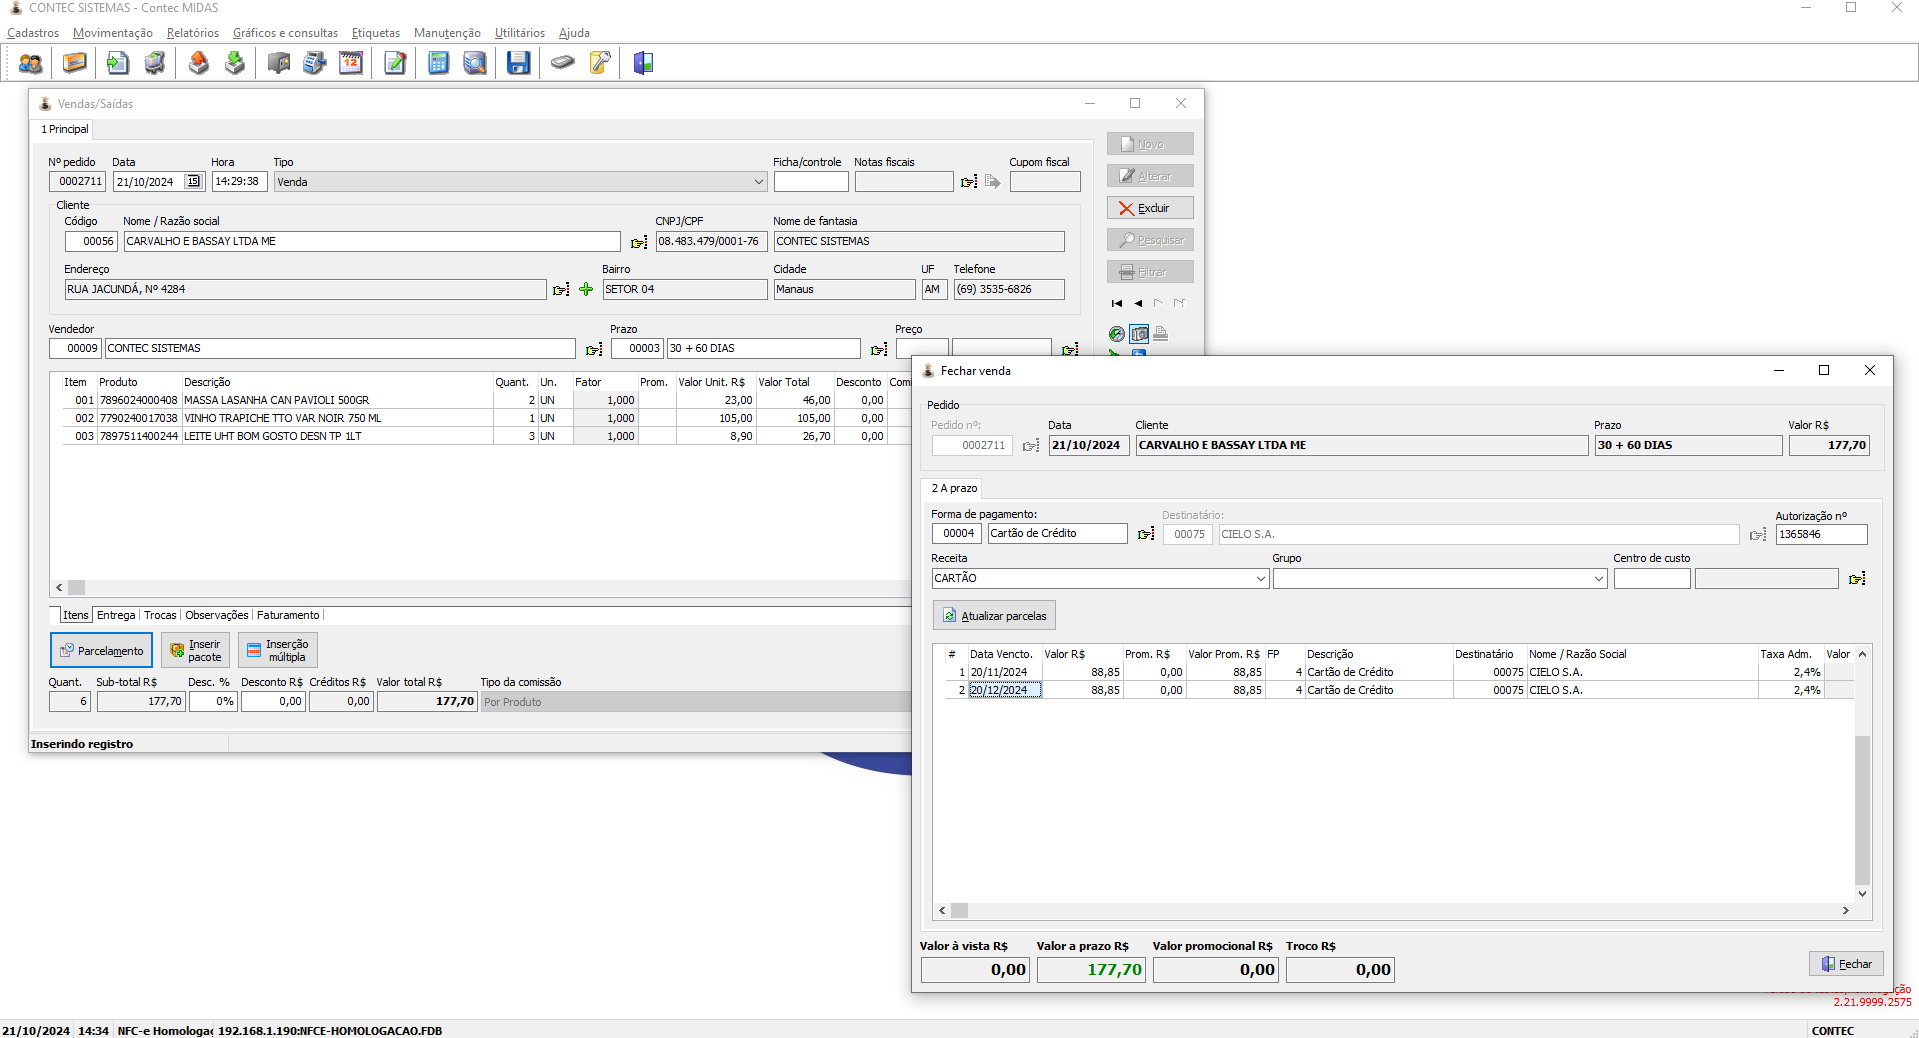 CONTEC SISTEMAS - Contec MIDAS
Cadastros Movimentação Relatórios Gráficos e consultas Etiquetas Manutenção Utilitários Ajuda
Vendas/Saídas
1 Principal
Nº pedido Data Hora Tipo Ficha/controle Notas fiscais Cupom fiscal
0002711 21/10/2024 15 14:29:38 Venda
Cliente
Código Nome / Razão social CNPJ/CPF Nome de fantasia
00056 CARVALHO E BASSAY LTDA ME 08.483.479/0001-76 CONTEC SISTEMAS
Endereço Bairro Cidade UF Telefone
RUA JACUNDÁ, Nº 4284 SETOR 04 Manaus AM (69) 3535-6826
Vendedor Prazo Preço
00009 CONTEC SISTEMAS 00003 30 + 60 DIAS
Novo
Alterar
Excluir
Pesquisar
Filtrar
Item Produto Descrição Quant. Un. Fator Prom. Valor Unit. R$ Valor Total Desconto Comi
001 7896024000408 MASSA LASANHA CAN PAVIOLI 500GR 2 UN 1,000 23,00 46,00 0,00
002 7790240017038 VINHO TRAPICHE TTO VAR NOIR 750 ML 1 UN 1,000 105,00 105,00 0,00
003 7897511400244 LEITE UHT BOM GOSTO DESN TP 1LT 3 UN 1,000 8,90 26,70 0,00
Itens Entrega Trocas Observações Faturamento
Parcelamento Inserir pacote Inserção múltipla
Quant. Sub-total R$ Desc. % Desconto R$ Créditos R$ Valor total R$ Tipo da comissão
6 177,70 0% 0,00 0,00 177,70 Por Produto
Inserindo registro
Fechar venda
Pedido
Pedido nº: Data Cliente Prazo Valor R$
0002711 21/10/2024 CARVALHO E BASSAY LTDA ME 30 + 60 DIAS 177,70
2 A prazo
Forma de pagamento: Destinatário: Autorização nº
00004 Cartão de Crédito 00075 CIELO S.A. 1365846
Receita Grupo Centro de custo
CARTÃO
Atualizar parcelas
# Data Vencto. Valor R$ Prom. R$ Valor Prom. R$ FP Descrição Destinatário Nome / Razão Social Taxa Adm. Valor
1 20/11/2024 88,85 0,00 88,85 4 Cartão de Crédito 00075 CIELO S.A. 2,4%
2 20/12/2024 88,85 0,00 88,85 4 Cartão de Crédito 00075 CIELO S.A. 2,4%
Valor à vista R$ Valor a prazo R$ Valor promocional R$ Troco R$
0,00 177,70 0,00 0,00
Fechar
2.21.9999.2575
21/10/2024 14:34 NFC-e Homologaç 192.168.1.190:NFCE-HOMOLOGACAO.FDB CONTEC